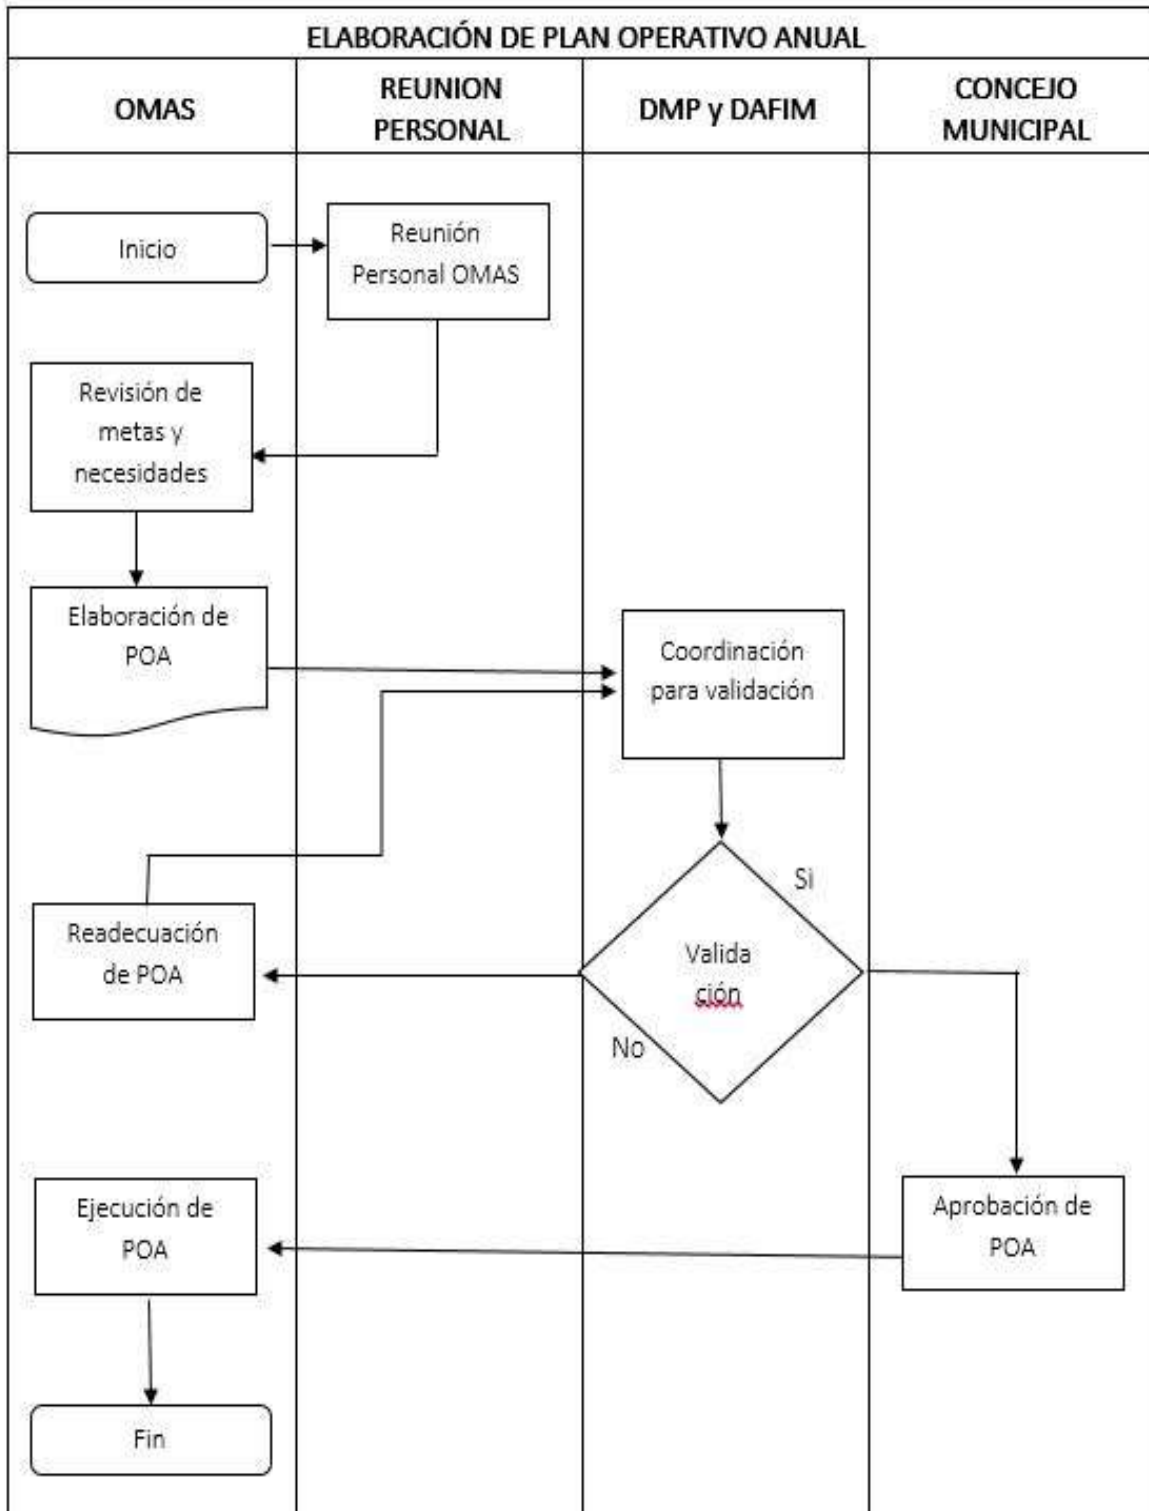 ELABORACIÓN DE PLAN OPERATIVO ANUAL
OMAS
REUNION
PERSONAL
DMP y DAFIM
CONCEJO
MUNICIPAL
Inicio
Reunión
Personal OMAS
Revisión de
metas y
necesidades
Elaboración de
POA
Coordinación
para validación
Si
Valida
ción
No
Readecuación
de POA
Aprobación de
POA
Ejecución de
POA
Fin